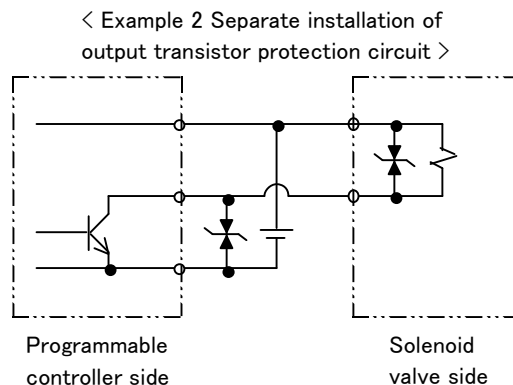 < Example 2 Separate installation of
output transistor protection circuit >
Programmable
controller side
Solenoid
valve side